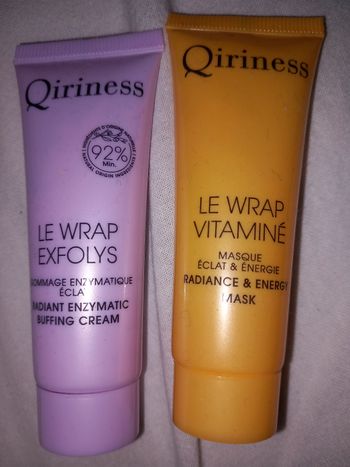 Qiriness
92%
Min.
LE WRAP
EXFOLYS
GOMMAGE ENZYMATIQUE
ÉCLA
RADIANT ENZYMATIC
BUFFING CREAM
Qiriness
LE WRAP
VITAMINÉ
MASQUE
ÉCLAT & ÉNERGIE
RADIANCE & ENERGY
MASK